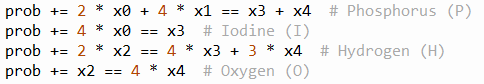 prob += 2 * x0 + 4 * x1 == x3 + x4  # Phosphorus (P)
prob += 4 * x0 == x3  # Iodine (I)
prob += 2 * x2 == 4 * x3 + 3 * x4  # Hydrogen (H)
prob += x2 == 4 * x4  # Oxygen (O)